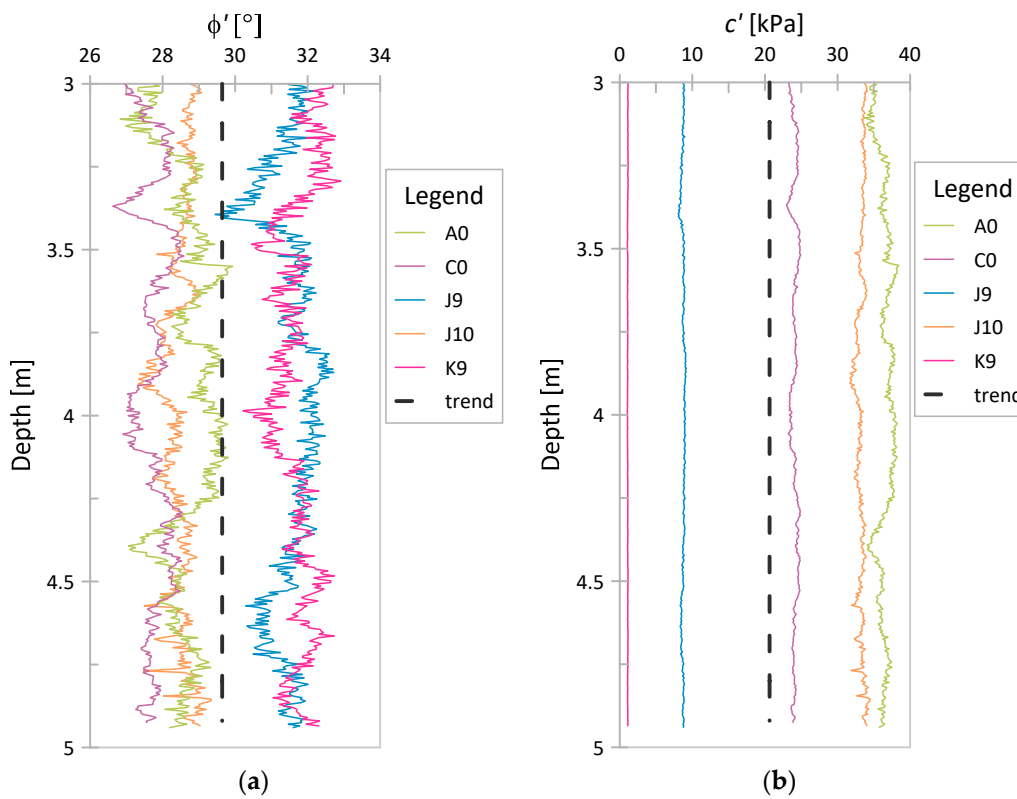 ϕ′ [°]
26 28 30 32 34
3
3.5
4
4.5
5
Depth [m]
Legend
A0
C0
J9
J10
K9
trend
(a)
c′ [kPa]
0 10 20 30 40
3
3.5
4
4.5
5
Depth [m]
Legend
A0
C0
J9
J10
K9
trend
(b)